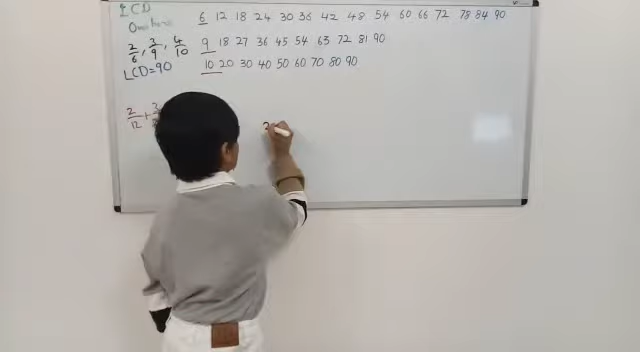 LCD
Questions
6 12 18 24 30 36 42 48 54 60 66 72 78 84 90
2/6, 3/9, 4/10
9 18 27 36 45 54 63 72 81 90
LCD=90
10 20 30 40 50 60 70 80 90
2/12 + 3